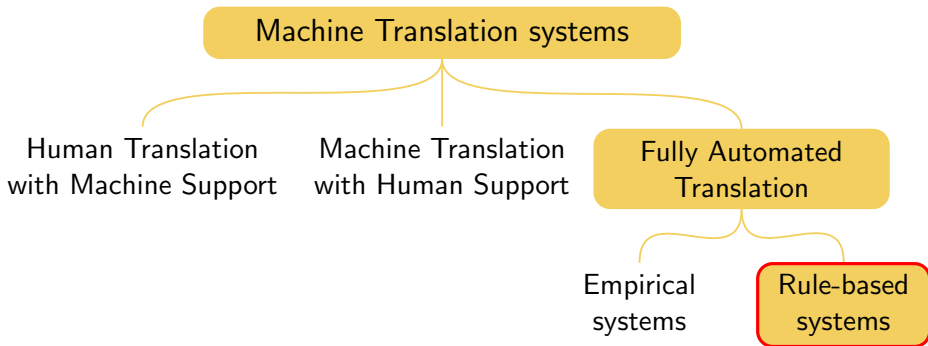 Machine Translation systems
Human Translation
with Machine Support
Machine Translation
with Human Support
Fully Automated
Translation
Empirical
systems
Rule-based
systems